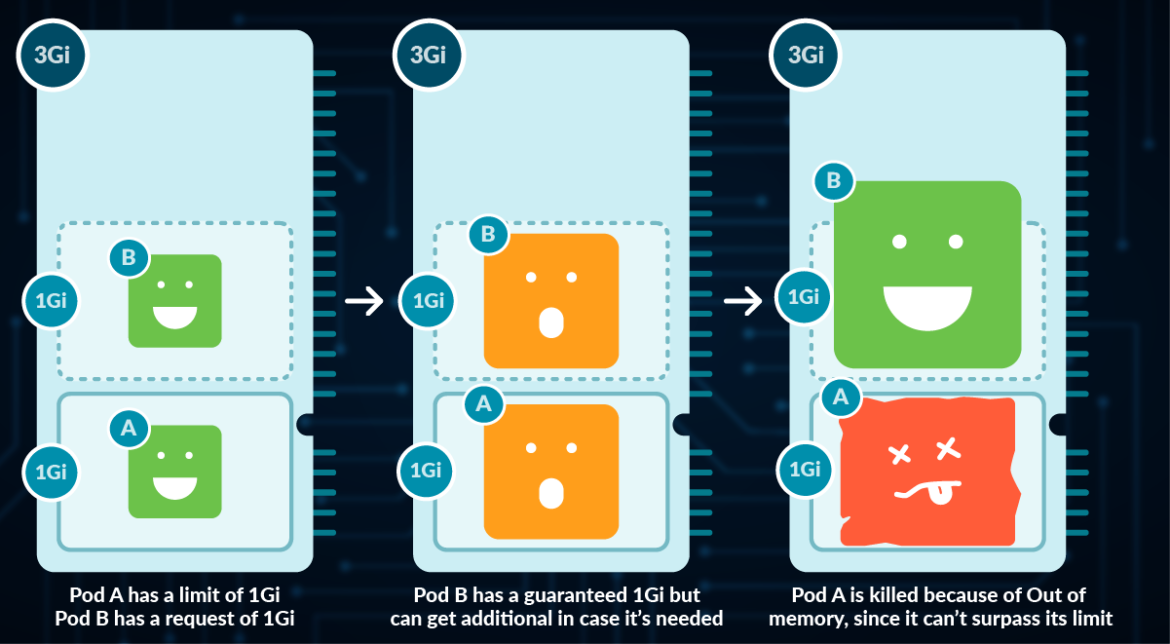 3Gi
B
1Gi
A
1Gi
Pod A has a limit of 1Gi
Pod B has a request of 1Gi
3Gi
B
1Gi
A
1Gi
Pod B has a guaranteed 1Gi but
can get additional in case it’s needed
3Gi
B
1Gi
A
1Gi
Pod A is killed because of Out of
memory, since it can’t surpass its limit